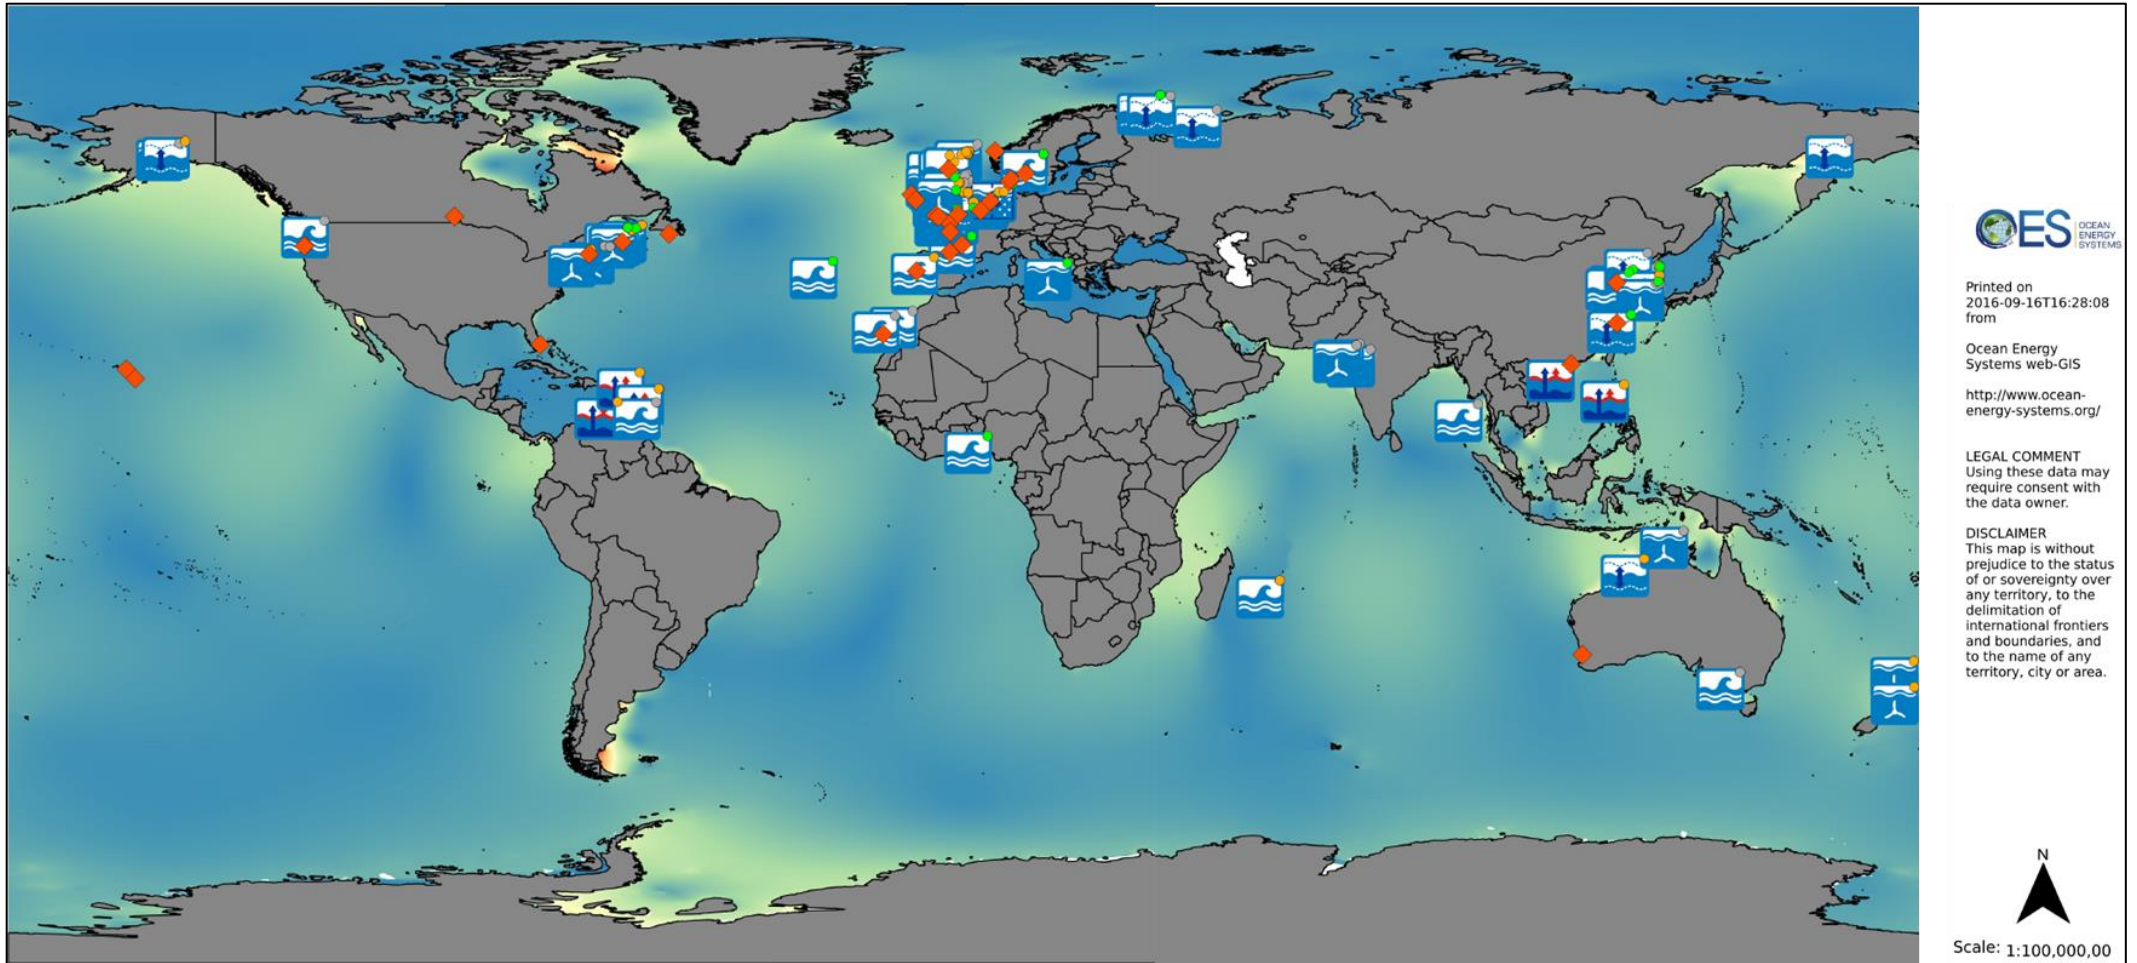 OES OCEAN
ENERGY
SYSTEMS
Printed on
2016-09-16T16:28:08
from
Ocean Energy
Systems web-GIS
http://www.ocean-
energy-systems.org/
LEGAL COMMENT
Using these data may
require consent with
the data owner.
DISCLAIMER
This map is without
prejudice to the status
of or sovereignty over
any territory, to the
delimitation of
international frontiers
and boundaries, and
to the name of any
territory, city or area.
N
Scale: 1:100,000,00